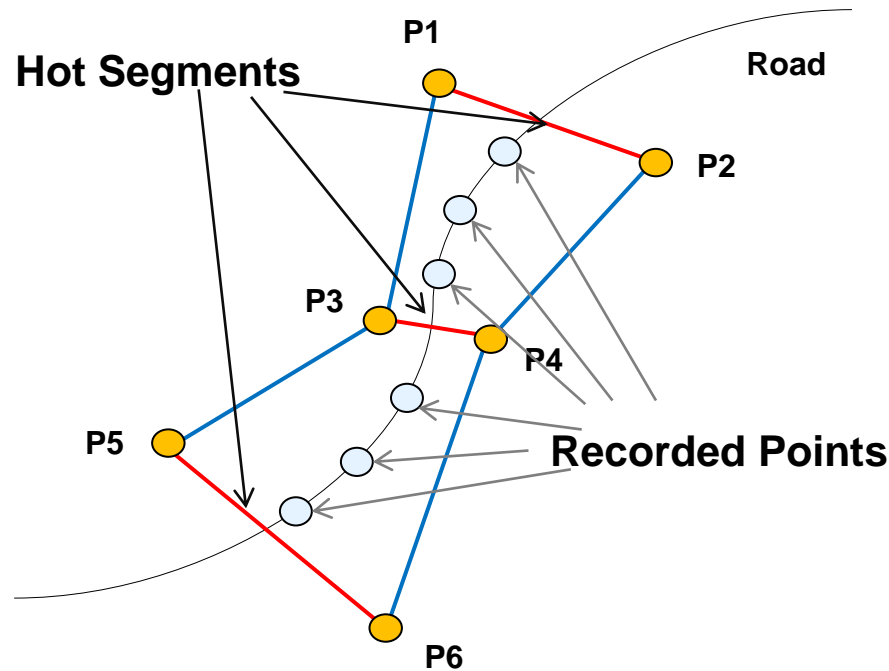 P1
Hot Segments
Road
P2
P3
P4
P5
Recorded Points
P6